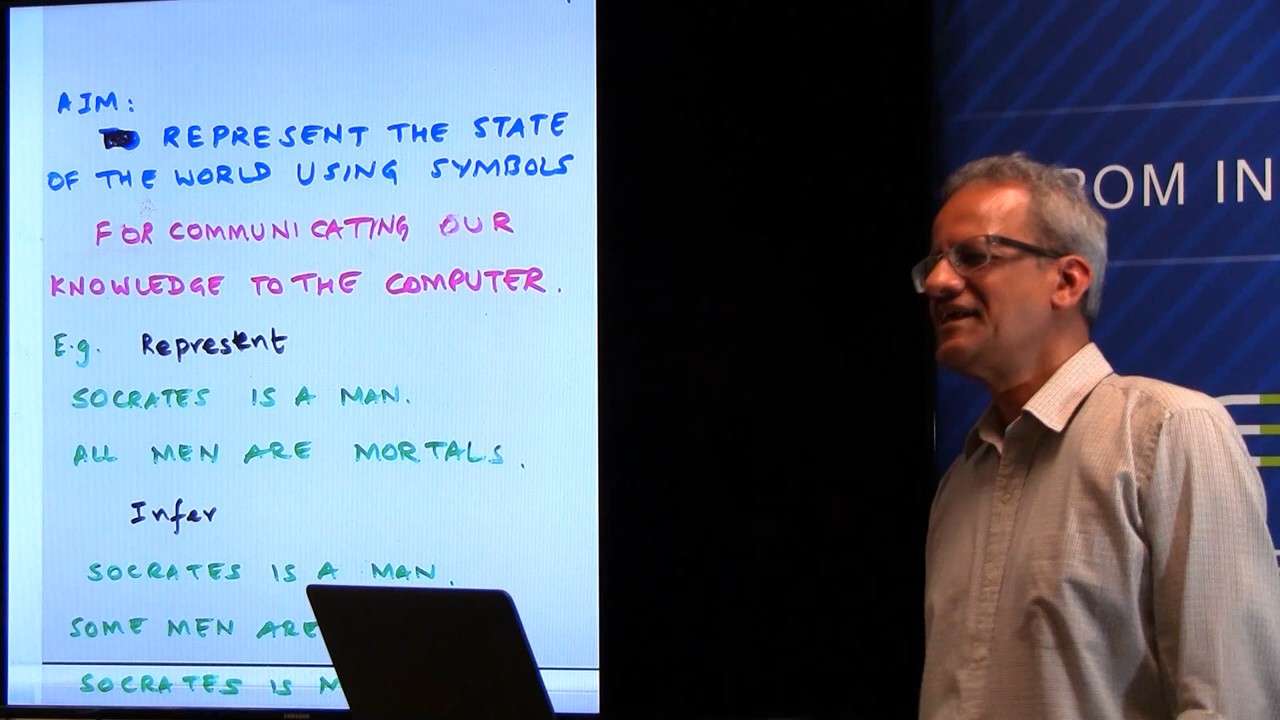 AIM:
REPRESENT THE STATE
OF THE WORLD USING SYMBOLS
FOR COMMUNICATING OUR
KNOWLEDGE TO THE COMPUTER.
E.g. Represent
SOCRATES IS A MAN.
ALL MEN ARE MORTALS.
Infer
SOCRATES IS A MAN.
SOME MEN ARE
SOCRATES IS
SAMSUNG
IN